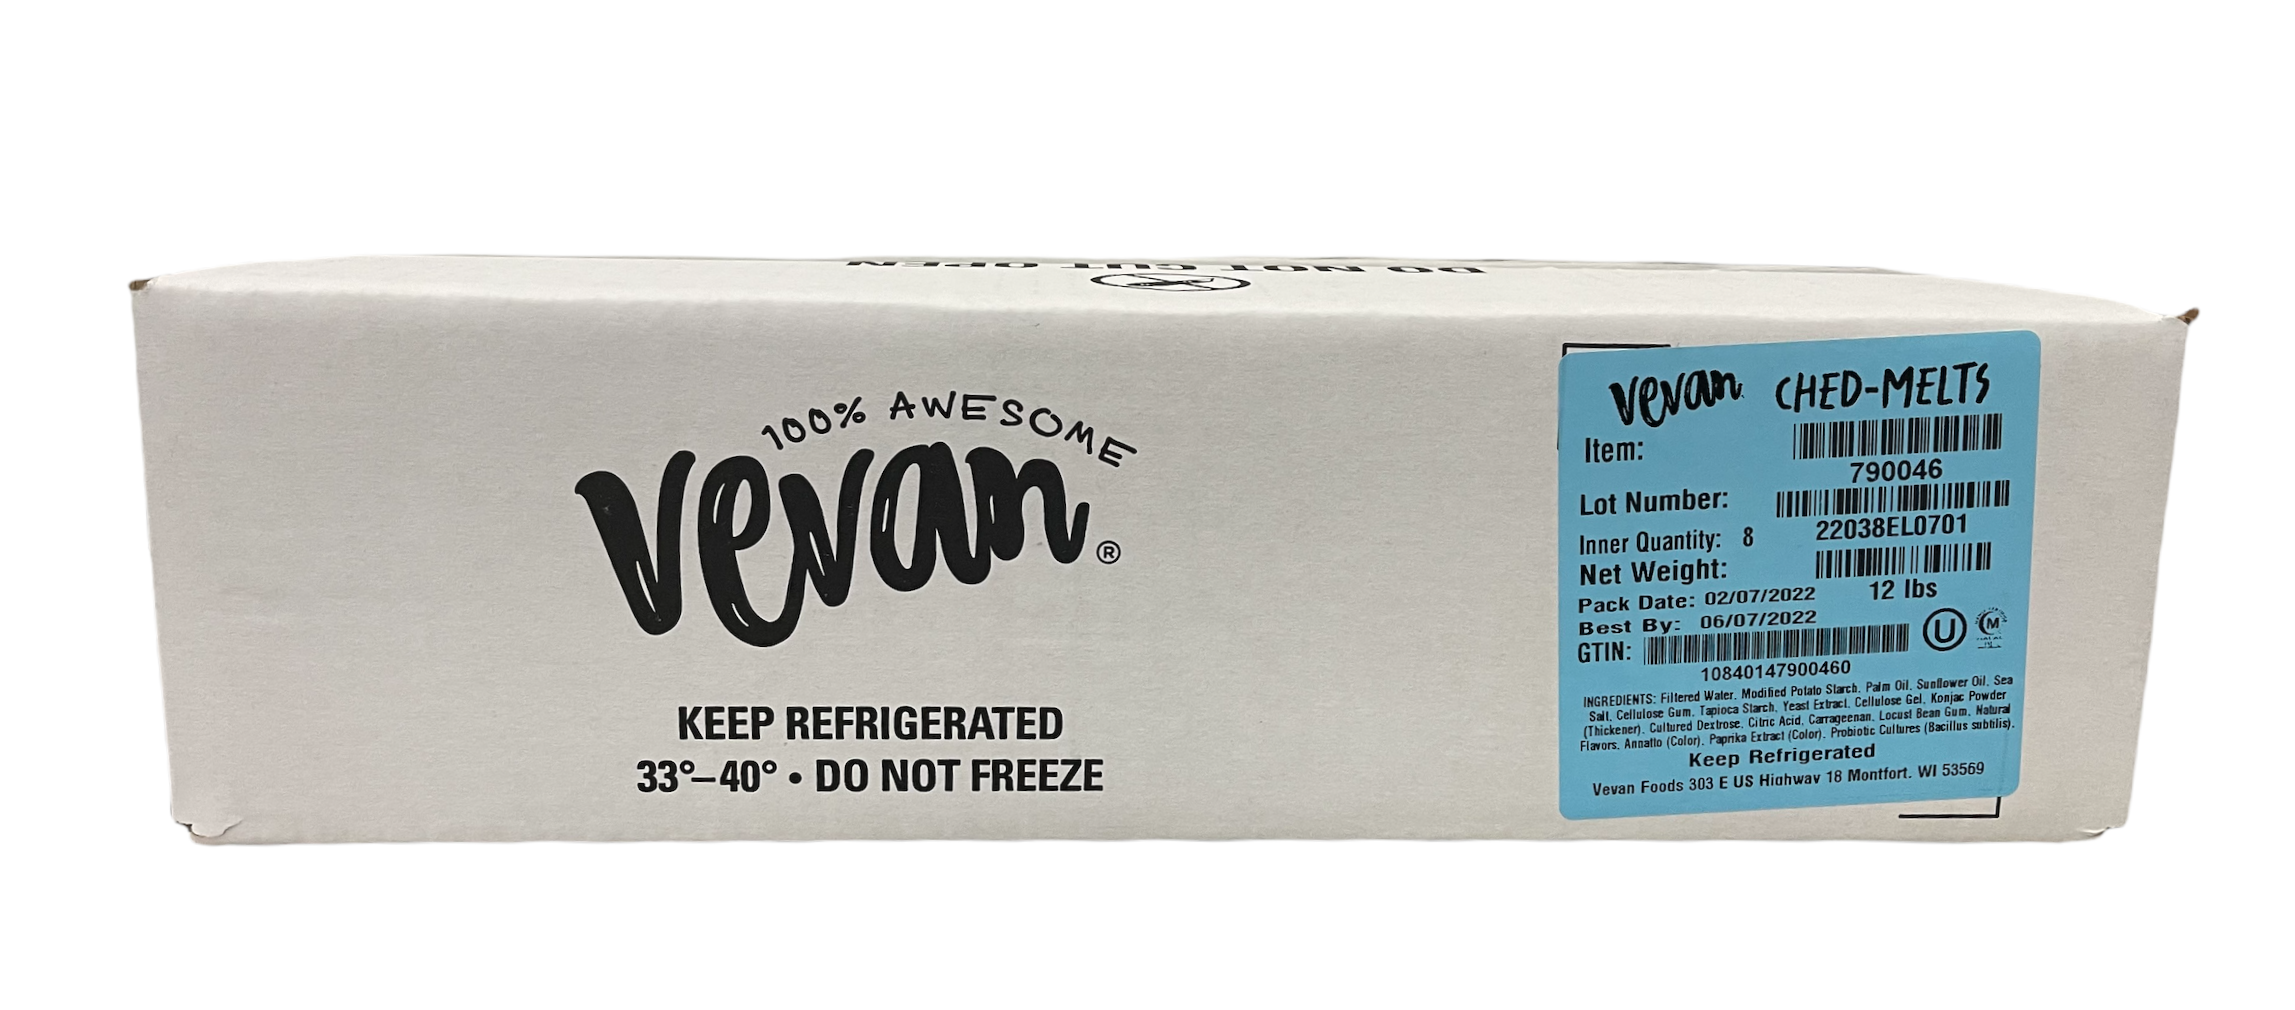 DO NOT CUT OPEN
100% AWESOME
vevan®
KEEP REFRIGERATED
33°–40° • DO NOT FREEZE
vevan CHED-MELTS
Item:
790046
Lot Number:
22038EL0701
Inner Quantity: 8
Net Weight:
12 lbs
Pack Date: 02/07/2022
Best By: 06/07/2022
GTIN:
10840147900460
U
M
INGREDIENTS: Filtered Water, Modified Potato Starch, Palm Oil, Sunflower Oil, Sea
Salt, Cellulose Gum, Tapioca Starch, Yeast Extract, Cellulose Gel, Konjac Powder
(Thickener), Cultured Dextrose, Citric Acid, Carrageenan, Locust Bean Gum, Natural
Flavors, Annatto (Color), Paprika Extract (Color), Probiotic Cultures (Bacillus subtilis).
Keep Refrigerated
Vevan Foods 303 E US Highway 18 Montfort, WI 53569